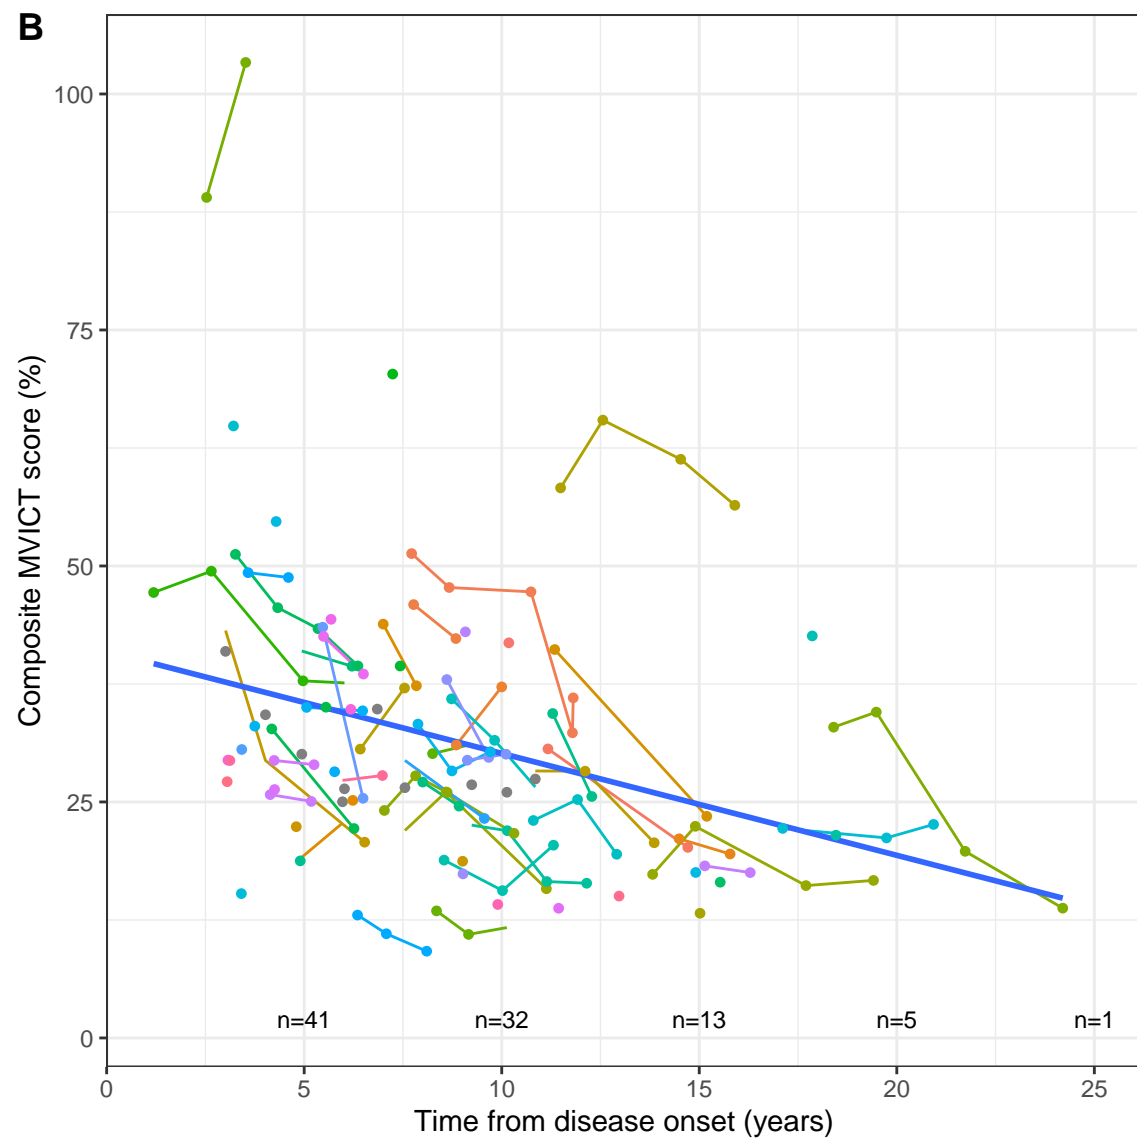 B
Composite MVICT score (%)
100
75
50
25
0
n=41 n=32 n=13 n=5 n=1
0 5 10 15 20 25
Time from disease onset (years)